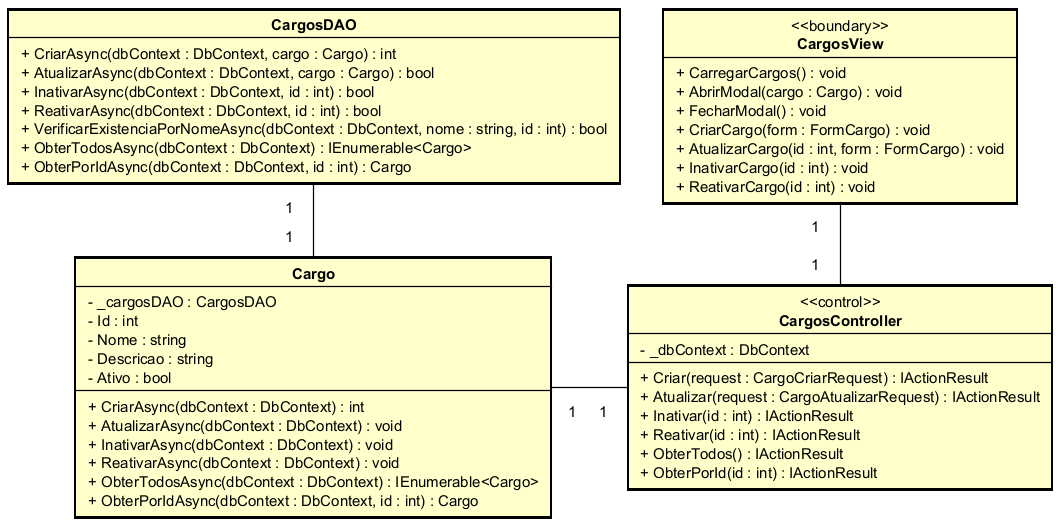 CargosDAO
+ CriarAsync(dbContext : DbContext, cargo : Cargo) : int
+ AtualizarAsync(dbContext : DbContext, cargo : Cargo) : bool
+ InativarAsync(dbContext : DbContext, id : int) : bool
+ ReativarAsync(dbContext : DbContext, id : int) : bool
+ VerificarExistenciaPorNomeAsync(dbContext : DbContext, nome : string, id : int) : bool
+ ObterTodosAsync(dbContext : DbContext) : IEnumerable<Cargo>
+ ObterPorIdAsync(dbContext : DbContext, id : int) : Cargo
<<boundary>>
CargosView
+ CarregarCargos() : void
+ AbrirModal(cargo : Cargo) : void
+ FecharModal() : void
+ CriarCargo(form : FormCargo) : void
+ AtualizarCargo(id : int, form : FormCargo) : void
+ InativarCargo(id : int) : void
+ ReativarCargo(id : int) : void
1
1
1
1
Cargo
- _cargosDAO : CargosDAO
- Id : int
- Nome : string
- Descricao : string
- Ativo : bool
+ CriarAsync(dbContext : DbContext) : int
+ AtualizarAsync(dbContext : DbContext) : void
+ InativarAsync(dbContext : DbContext) : void
+ ReativarAsync(dbContext : DbContext) : void
+ ObterTodosAsync(dbContext : DbContext) : IEnumerable<Cargo>
+ ObterPorIdAsync(dbContext : DbContext, id : int) : Cargo
1 1
<<control>>
CargosController
- _dbContext : DbContext
+ Criar(request : CargoCriarRequest) : IActionResult
+ Atualizar(request : CargoAtualizarRequest) : IActionResult
+ Inativar(id : int) : IActionResult
+ Reativar(id : int) : IActionResult
+ ObterTodos() : IActionResult
+ ObterPorId(id : int) : IActionResult